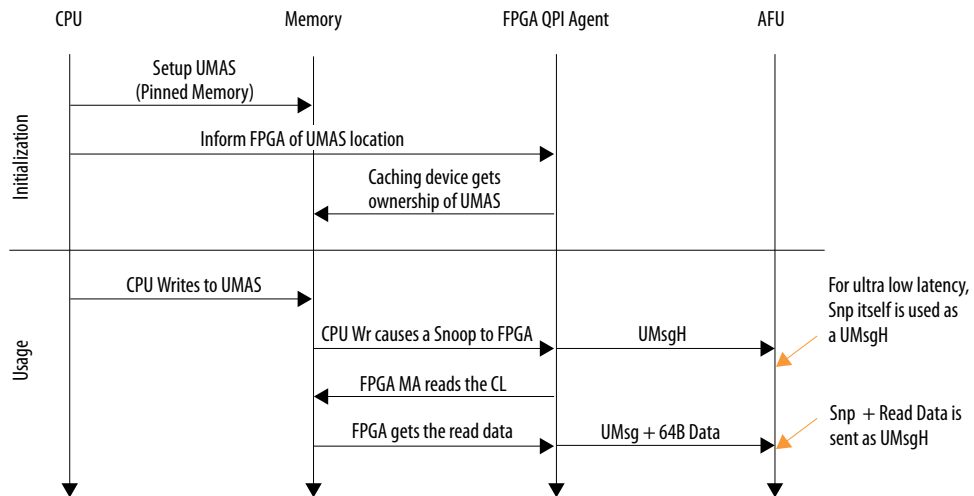 CPU
Memory
FPGA QPI Agent
AFU
Initialization
Setup UMAS
(Pinned Memory)
Inform FPGA of UMAS location
Caching device gets
ownership of UMAS
Usage
CPU Writes to UMAS
For ultra low latency,
Snp itself is used as
a UMsgH
CPU Wr causes a Snoop to FPGA
UMsgH
FPGA MA reads the CL
FPGA gets the read data
UMsg + 64B Data
Snp + Read Data is
sent as UMsgH